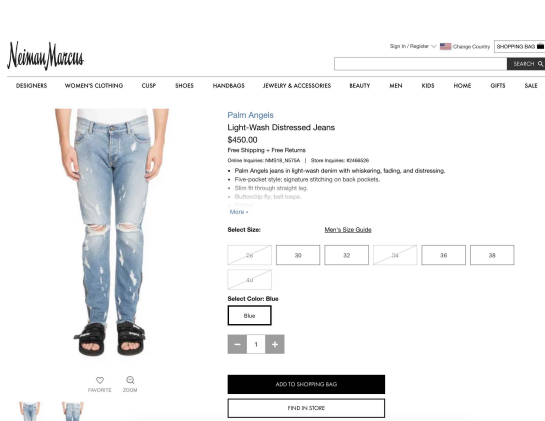 Sign In / Register
Change Country
SHOPPING BAG
Neiman Marcus
SEARCH
DESIGNERS WOMEN'S CLOTHING CUSP SHOES HANDBAGS JEWELRY & ACCESSORIES BEAUTY MEN KIDS HOME GIFTS SALE
Palm Angels
Light-Wash Distressed Jeans
$450.00
Free Shipping + Free Returns
Online Inquiries: NMS18_N575A | Store Inquiries: #2466526
• Palm Angels jeans in light-wash denim with whiskering, fading, and distressing.
• Five-pocket style; signature stitching on back pockets.
• Slim fit through straight leg.
• Button/zip fly; belt loops.
More
Select Size: Men's Size Guide
28 30 32 34 36 38
40
Select Color: Blue
Blue
− 1 +
FAVORITE ZOOM
ADD TO SHOPPING BAG
FIND IN STORE